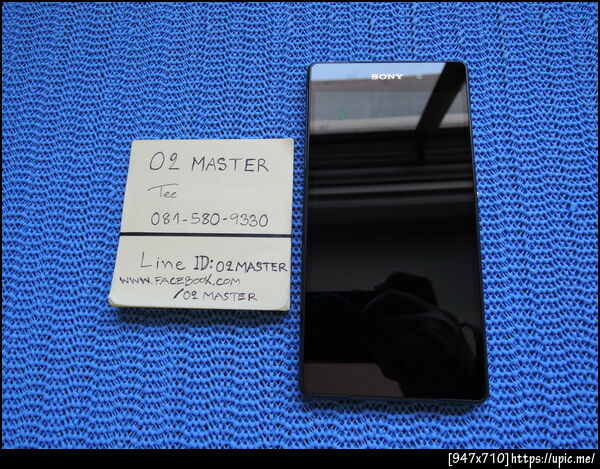 SONY
O2 MASTER
Tee
081-580-9330
Line ID: O2MASTER
WWW.FACEBOOK.COM
/O2 MASTER
[947x710]https://upic.me/